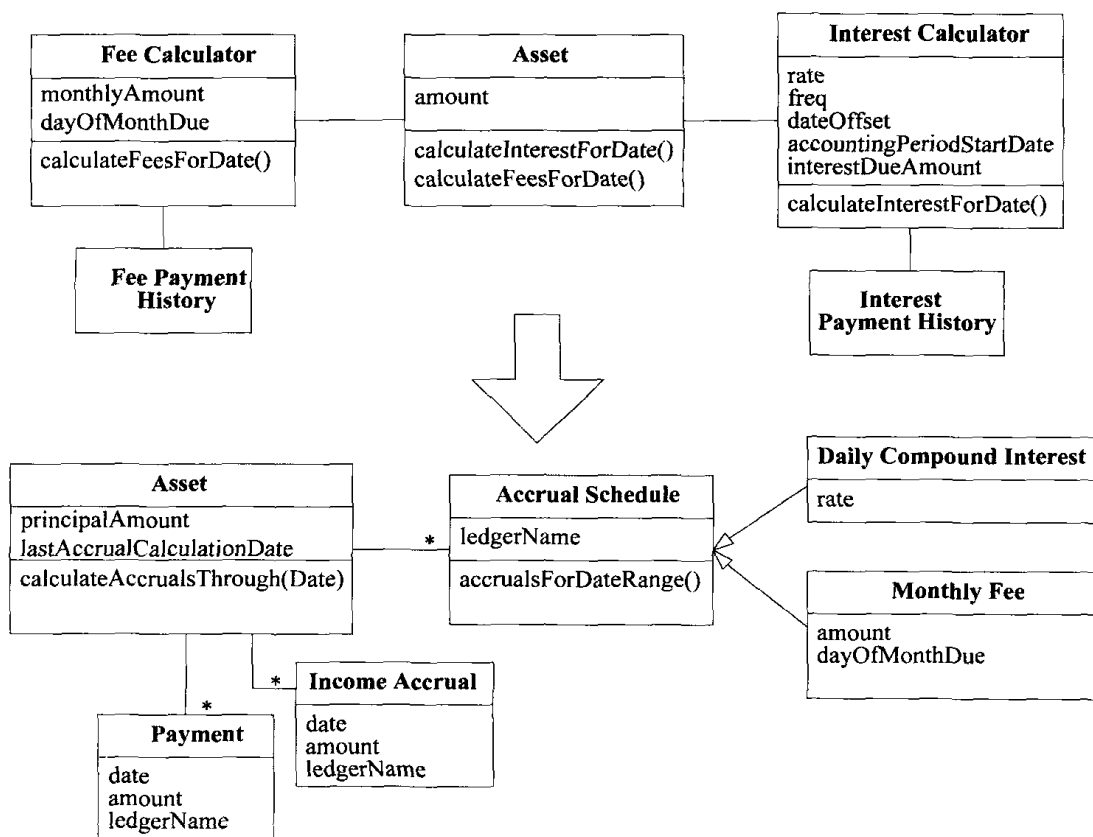 Fee Calculator
monthlyAmount
dayOfMonthDue
calculateFeesForDate()
Asset
amount
calculateInterestForDate()
calculateFeesForDate()
Interest Calculator
rate
freq
dateOffset
accountingPeriodStartDate
interestDueAmount
calculateInterestForDate()
Fee Payment
History
Interest
Payment History
Asset
principalAmount
lastAccrualCalculationDate
calculateAccrualsThrough(Date)
*
Accrual Schedule
ledgerName
accrualsForDateRange()
Daily Compound Interest
rate
Monthly Fee
amount
dayOfMonthDue
*
Income Accrual
date
amount
ledgerName
*
Payment
date
amount
ledgerName